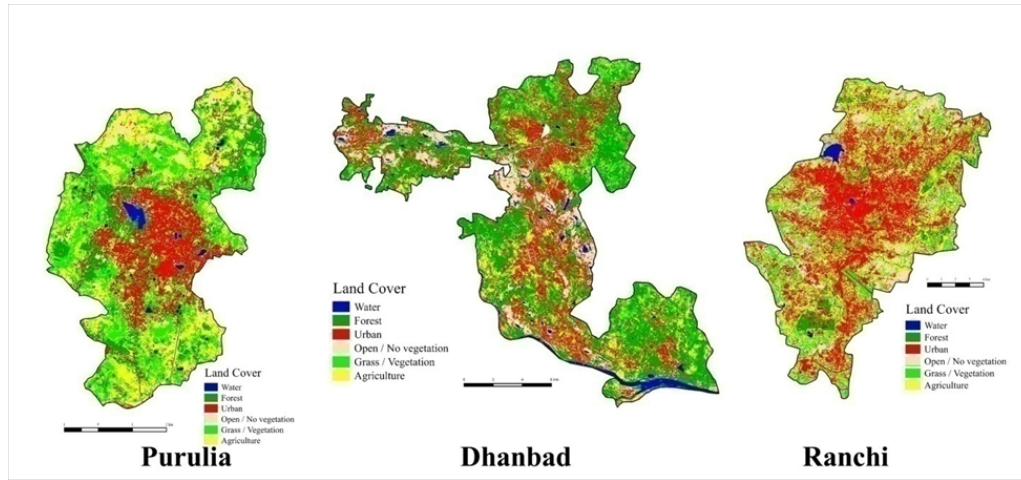 Land Cover
Water
Forest
Urban
Open / No vegetation
Grass / Vegetation
Agriculture
Purulia
Land Cover
Water
Forest
Urban
Open / No vegetation
Grass / Vegetation
Agriculture
Dhanbad
Land Cover
Water
Forest
Urban
Open / No vegetation
Grass / Vegetation
Agriculture
Ranchi